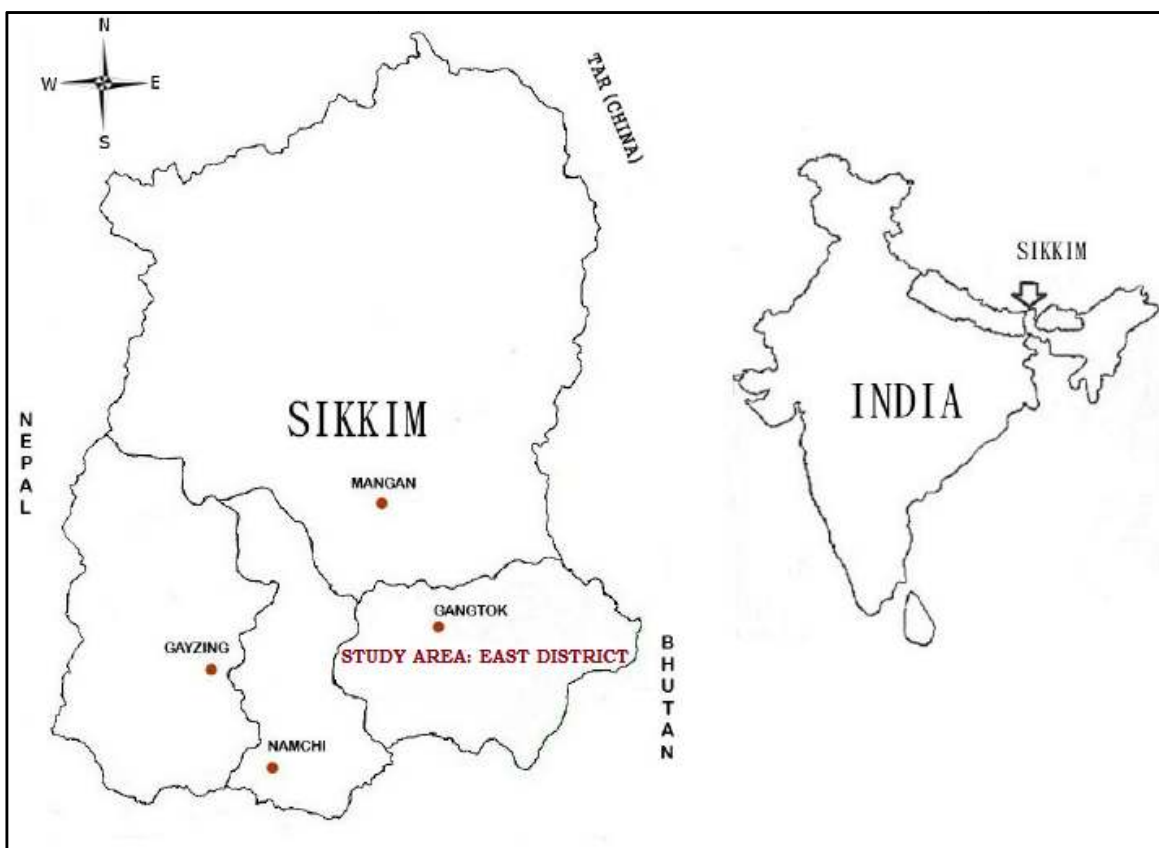 N
W E
S
TAR (CHINA)
SIKKIM
INDIA
SIKKIM
NEPAL
MANGAN
GANGTOK
STUDY AREA: EAST DISTRICT
GAYZING
NAMCHI
BHUTAN